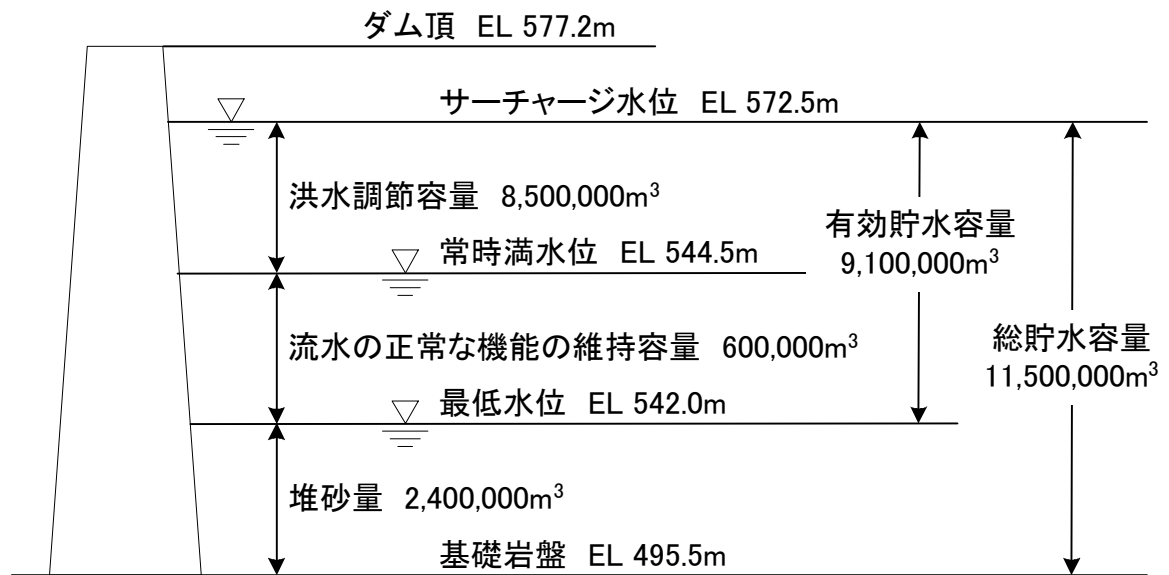 ダム頂 EL 577.2m
サーチャージ水位 EL 572.5m
洪水調節容量 8,500,000m³
有効貯水容量
9,100,000m³
常時満水位 EL 544.5m
流水の正常な機能の維持容量 600,000m³
総貯水容量
11,500,000m³
最低水位 EL 542.0m
堆砂量 2,400,000m³
基礎岩盤 EL 495.5m